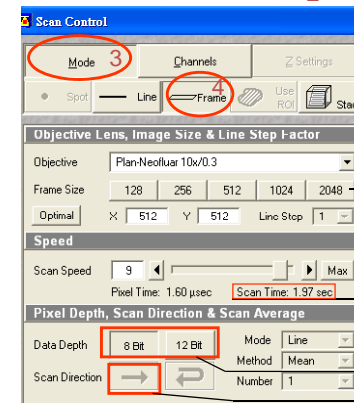 Scan Control
Mode 3 Channels Z Settings
Spot Line Frame 4 Use ROI Stac
Objective Lens, Image Size & Line Step Factor
Objective Plan-Neofluar 10x/0.3
Frame Size 128 256 512 1024 2048
Optimal X 512 Y 512 Line Step 1
Speed
Scan Speed 9 Max
Pixel Time: 1.60 µsec Scan Time: 1.97 sec
Pixel Depth, Scan Direction & Scan Average
Data Depth 8 Bit 12 Bit Mode Line
Method Mean
Scan Direction Number 1